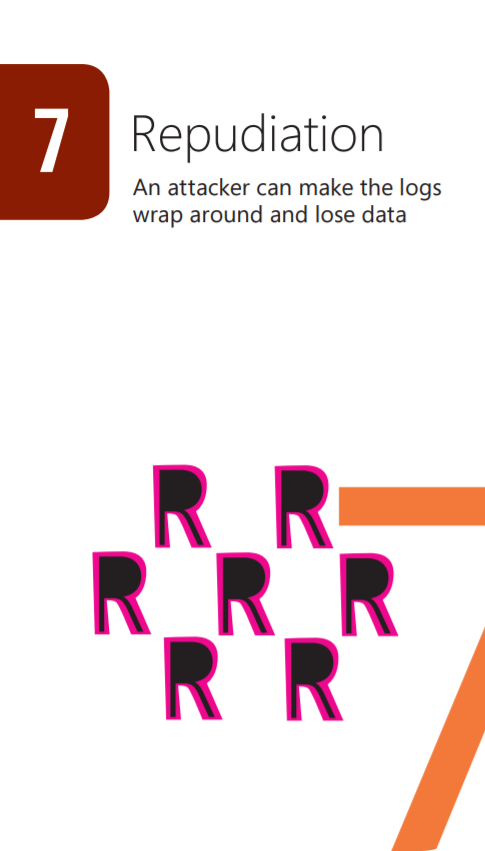 7
Repudiation
An attacker can make the logs
wrap around and lose data
R R
R R R
R R
7